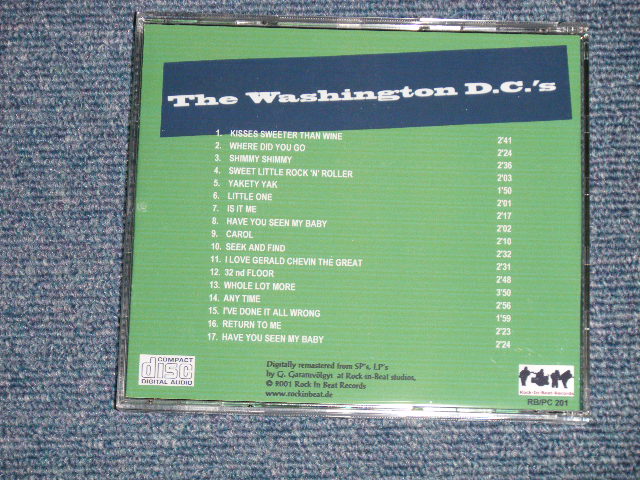 The Washington D.C.'s
1. KISSES SWEETER THAN WINE 2'41
2. WHERE DID YOU GO 2'24
3. SHIMMY SHIMMY 2'36
4. SWEET LITTLE ROCK 'N' ROLLER 2'03
5. YAKETY YAK 1'50
6. LITTLE ONE 2'01
7. IS IT ME 2'17
8. HAVE YOU SEEN MY BABY 2'02
9. CAROL 2'10
10. SEEK AND FIND 2'32
11. I LOVE GERALD CHEVIN THE GREAT 2'31
12. 32 nd FLOOR 2'48
13. WHOLE LOT MORE 3'50
14. ANY TIME 2'56
15. I'VE DONE IT ALL WRONG 1'59
16. RETURN TO ME 2'23
17. HAVE YOU SEEN MY BABY 2'24
COMPACT
disc
DIGITAL AUDIO
Digitally remastered from SP's, LP's
by G. Garamvölgyi at Rock in-Beat studios,
© 2001 Rock In Beat Records
www.rockinbeat.de
Rock-In-Beat-Records
RB/PC 201